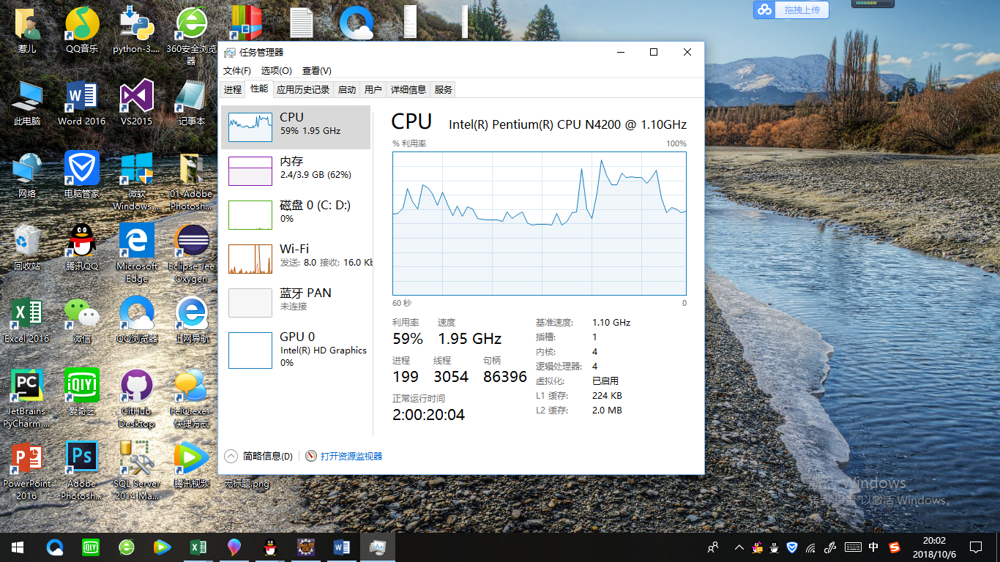 拖拽上传
惹儿
QQ音乐
python-3....
360安全浏览
器
此电脑
Word 2016
VS2015
记事本
网络
电脑管家
微软
Windows ...
01-Adobe
Photosh...
回收站
腾讯QQ
Microsoft
Edge
Eclipse Jee
Oxygen
Excel 2016
微信
QQ浏览器
上网导航
JetBrains
PyCharm ...
爱奇艺
GitHub
Desktop
FeiQ.exe -
快捷方式
PowerPoint
2016
Adobe
Photosh...
SQL Server
2014 Ma...
腾讯视频
无标题.png
任务管理器
文件(F) 选项(O) 查看(V)
进程 性能 应用历史记录 启动 用户 详细信息 服务
CPU
59% 1.95 GHz
内存
2.4/3.9 GB (62%)
磁盘 0 (C: D:)
0%
Wi-Fi
发送: 8.0 接收: 16.0 Kb
蓝牙 PAN
未连接
GPU 0
Intel(R) HD Graphics
0%
CPU Intel(R) Pentium(R) CPU N4200 @ 1.10GHz
% 利用率 100%
60 秒 0
利用率 速度
59% 1.95 GHz
进程 线程 句柄
199 3054 86396
正常运行时间
2:00:20:04
基准速度: 1.10 GHz
插槽: 1
内核: 4
逻辑处理器: 4
虚拟化: 已启用
L1 缓存: 224 KB
L2 缓存: 2.0 MB
简略信息(D) 打开资源监视器
Windows
转到"设置"以激活 Windows。
中
20:02
2018/10/6